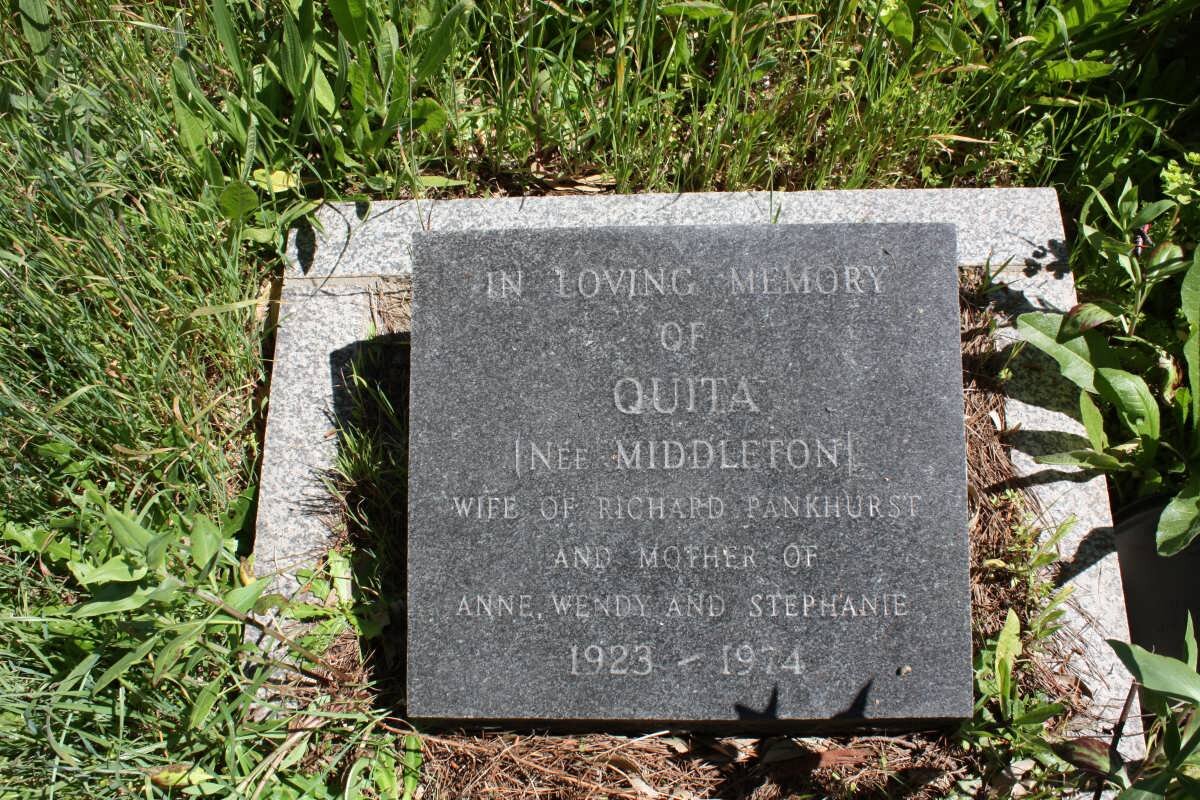 IN LOVING MEMORY
OF
QUITA
[NÉE MIDDLETON]
WIFE OF RICHARD PANKHURST
AND MOTHER OF
ANNE, WENDY AND STEPHANIE
1923 - 1974